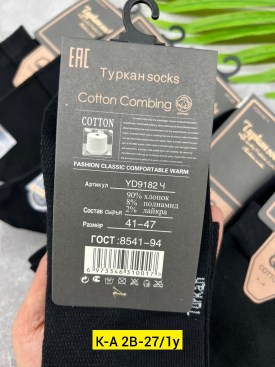 EAC
Туркан socks
Cotton Combing
COTTON
FASHION CLASSIC COMFORTABLE WARM
Артикул YD9182 Ч
90% хлопок
8% полиамид
Состав сырья 2% лайкра
Размер 41-47
ГОСТ:8541-94
Туркан
К-А 2В-27/1у